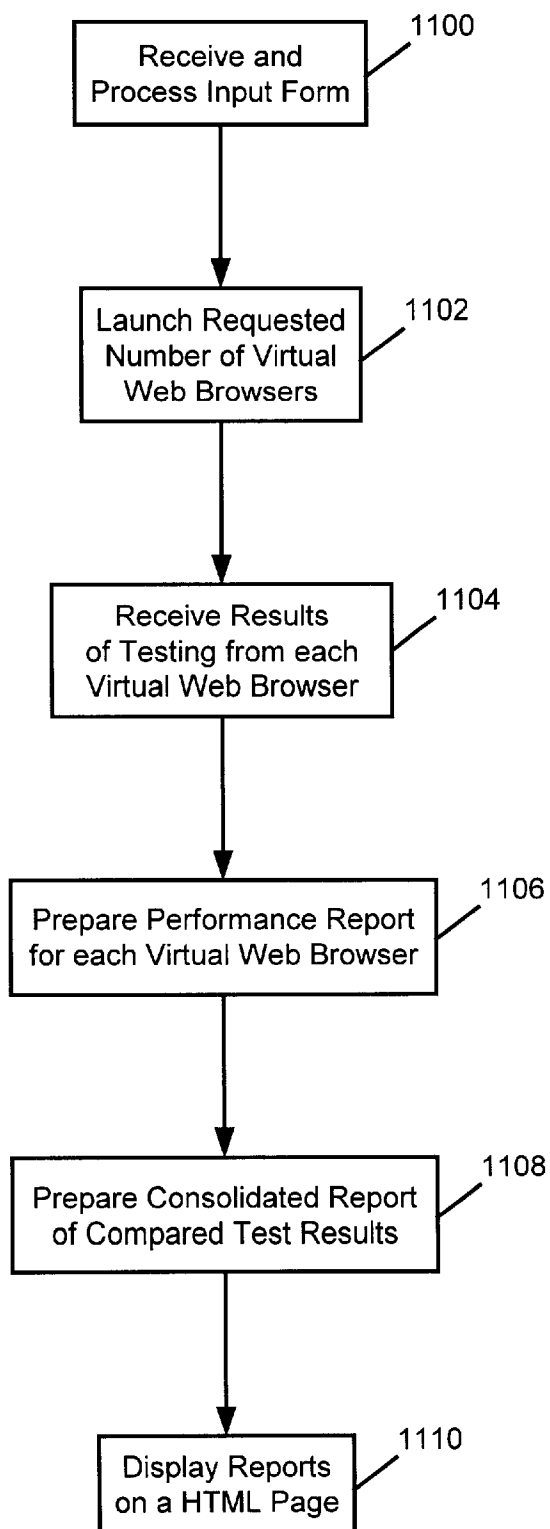 1100
Receive and
Process Input Form
1102
Launch Requested
Number of Virtual
Web Browsers
1104
Receive Results
of Testing from each
Virtual Web Browser
1106
Prepare Performance Report
for each Virtual Web Browser
1108
Prepare Consolidated Report
of Compared Test Results
1110
Display Reports
on a HTML Page